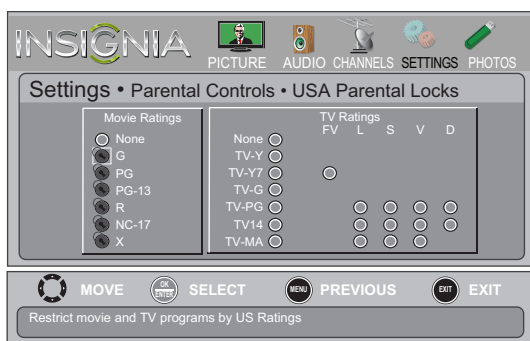 INSIGNIA
PICTURE AUDIO CHANNELS SETTINGS PHOTOS
Settings • Parental Controls • USA Parental Locks
Movie Ratings
None
G
PG
PG-13
R
NC-17
X
TV Ratings
FV L S V D
None
TV-Y
TV-Y7
TV-G
TV-PG
TV14
TV-MA
MOVE OK ENTER SELECT MENU PREVIOUS EXIT EXIT
Restrict movie and TV programs by US Ratings